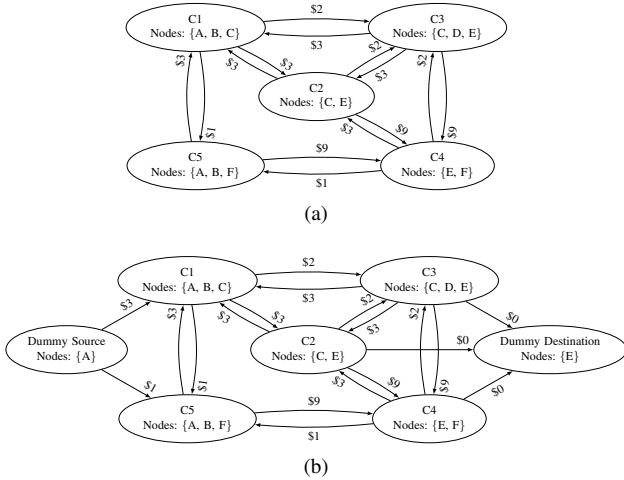 C1
Nodes: {A, B, C}
$2
$3
C3
Nodes: {C, D, E}
$3
$3
$2
$3
C2
Nodes: {C, E}
$3
$1
$9
$3
$2
$9
C5
Nodes: {A, B, F}
$9
$1
C4
Nodes: {E, F}
(a)
C1
Nodes: {A, B, C}
$2
$3
C3
Nodes: {C, D, E}
$3
$3
$3
$2
$3
$0
Dummy Source
Nodes: {A}
C2
Nodes: {C, E}
$0
Dummy Destination
Nodes: {E}
$3
$1
$1
$9
$3
$2
$9
$0
C5
Nodes: {A, B, F}
$9
$1
C4
Nodes: {E, F}
(b)